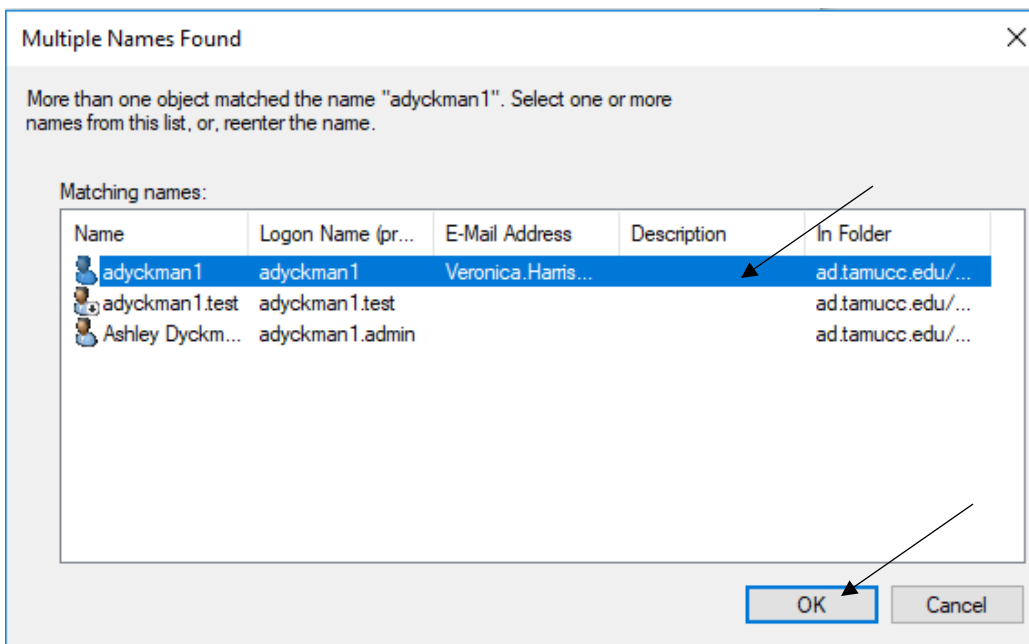 Multiple Names Found
More than one object matched the name "adyckman1". Select one or more
names from this list, or, reenter the name.
Matching names:
Name Logon Name (pr... E-Mail Address Description In Folder
adyckman1 adyckman1 Veronica.Harris... ad.tamucc.edu/...
adyckman1.test adyckman1.test ad.tamucc.edu/...
Ashley Dyckm... adyckman1.admin ad.tamucc.edu/...
OK Cancel